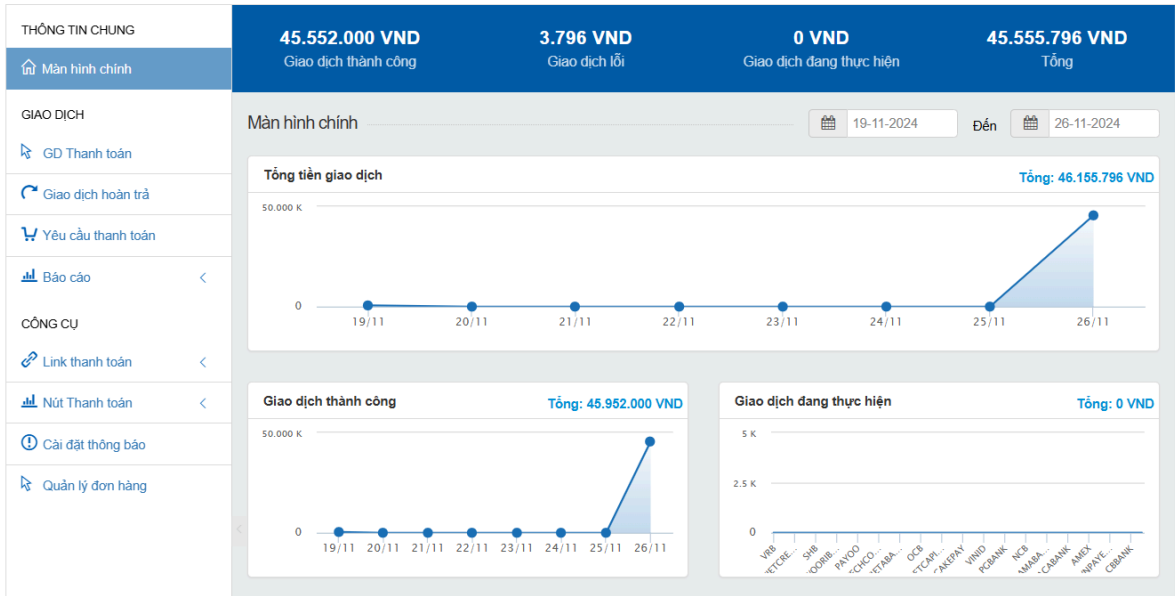 THÔNG TIN CHUNG
Màn hình chính
GIAO DỊCH
GD Thanh toán
Giao dịch hoàn trả
Yêu cầu thanh toán
Báo cáo
CÔNG CỤ
Link thanh toán
Nút Thanh toán
Cài đặt thông báo
Quản lý đơn hàng
45.552.000 VND
Giao dịch thành công
3.796 VND
Giao dịch lỗi
0 VND
Giao dịch đang thực hiện
45.555.796 VND
Tổng
Màn hình chính
19-11-2024
Đến
26-11-2024
Tổng tiền giao dịch
Tổng: 46.155.796 VND
50.000 K
0
19/11 20/11 21/11 22/11 23/11 24/11 25/11 26/11
Giao dịch thành công
Tổng: 45.952.000 VND
50.000 K
0
19/11 20/11 21/11 22/11 23/11 24/11 25/11 26/11
Giao dịch đang thực hiện
Tổng: 0 VND
5 K
2.5 K
0
VRB
SHB
PAYOO
OCB
CAKEPAY
VINID
PGBANK
NCB
AMEX
CBBANK